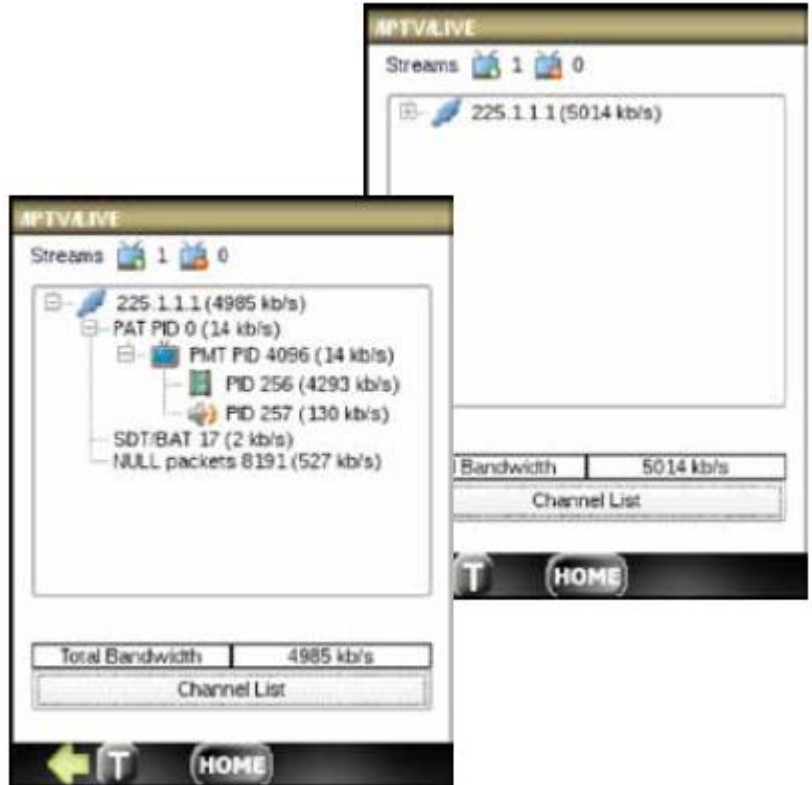 IPTV/LIVE
Streams 1 0
225.1.1.1 (5014 kb/s)
Bandwidth 5014 kb/s
Channel List
T HOME
IPTV/LIVE
Streams 1 0
225.1.1.1 (4985 kb/s)
PAT PID 0 (14 kb/s)
PMT PID 4096 (14 kb/s)
PID 256 (4293 kb/s)
PID 257 (130 kb/s)
SDT/BAT 17 (2 kb/s)
NULL packets 8191 (527 kb/s)
Total Bandwidth 4985 kb/s
Channel List
T HOME